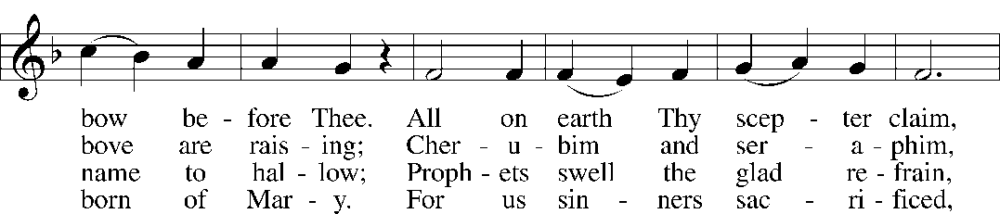 bow be - fore Thee. All on earth Thy scep - ter claim,
bove are rais - ing; Cher - u - bim and ser - a - phim,
name to hal - low; Proph - ets swell the glad re - frain,
born of Mar - y. For us sin - ners sac - ri - ficed,